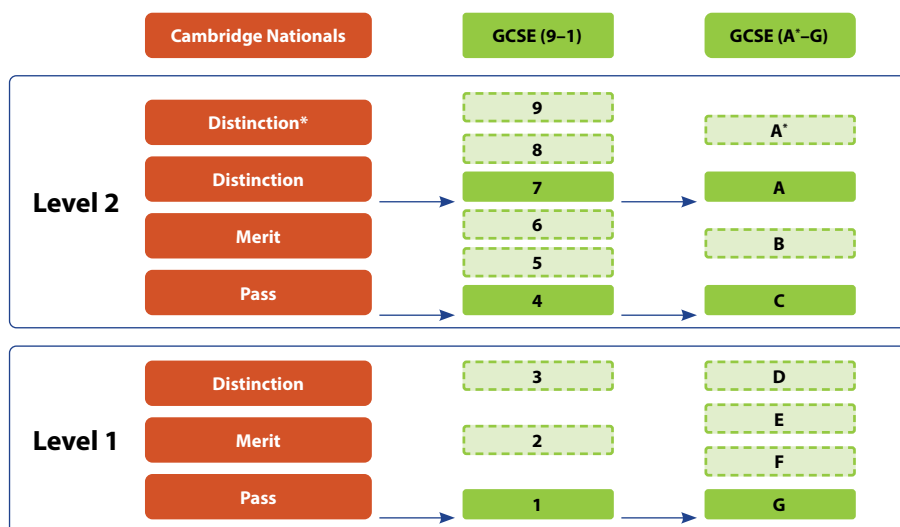 Cambridge Nationals GCSE (9–1) GCSE (A*–G)
Level 2
Distinction* 9 A*
8
Distinction 7 A
Merit 6 B
5
Pass 4 C
Level 1
Distinction 3 D
E
Merit 2
F
Pass 1 G